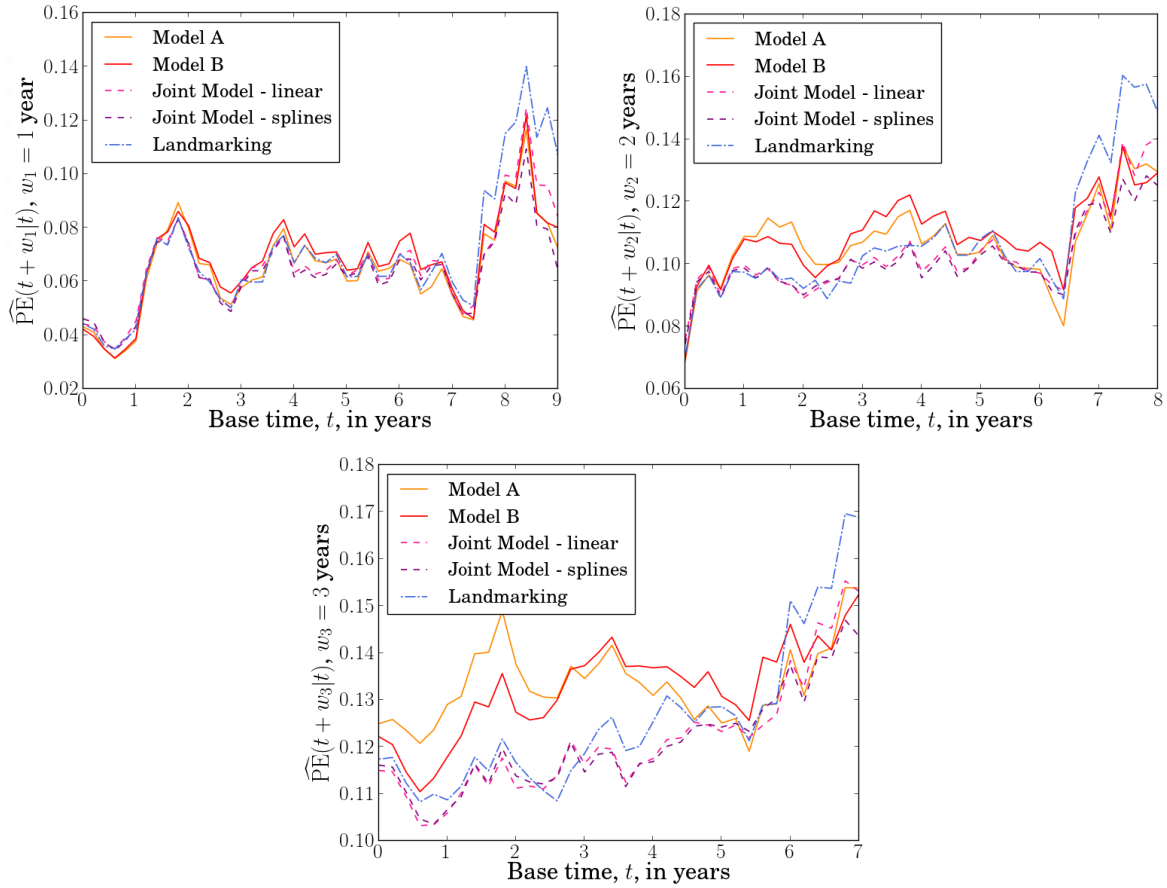 0.16
0.14
0.12
0.10
0.08
0.06
0.04
0.02
P̂E(t + w₁|t), w₁ = 1 year
Model A
Model B
Joint Model - linear
Joint Model - splines
Landmarking
0 1 2 3 4 5 6 7 8 9
Base time, t, in years
0.18
0.16
0.14
0.12
0.10
0.08
0.06
P̂E(t + w₂|t), w₂ = 2 years
Model A
Model B
Joint Model - linear
Joint Model - splines
Landmarking
0 1 2 3 4 5 6 7 8
Base time, t, in years
0.18
0.17
0.16
0.15
0.14
0.13
0.12
0.11
0.10
P̂E(t + w₃|t), w₃ = 3 years
Model A
Model B
Joint Model - linear
Joint Model - splines
Landmarking
0 1 2 3 4 5 6 7
Base time, t, in years